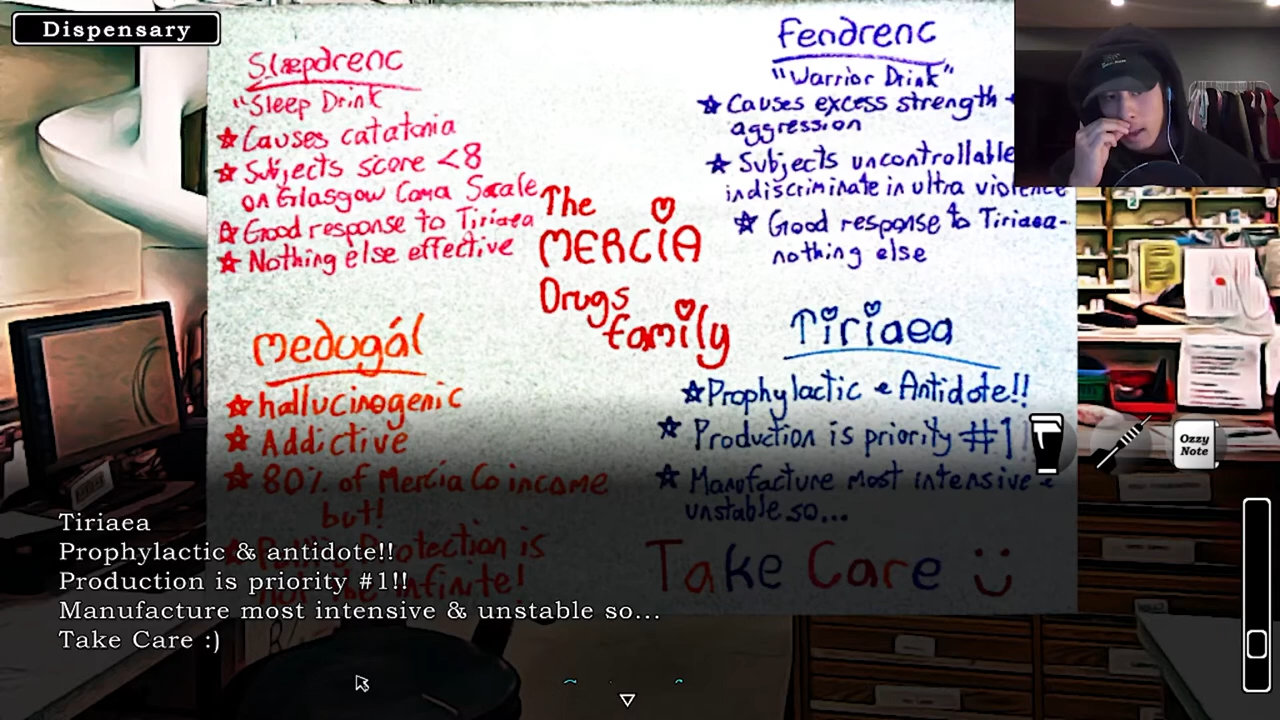 Dispensary
Slæpdrenc
"Sleep Drink"
Causes catatonia
Subjects score <8
on Glasgow Coma Scale
Good response to Tiriaea
Nothing else effective
The
MERCIA
Drugs
family
Fendrenc
"Warrior Drink"
Causes excess strength +
aggression
Subjects uncontrollable
indiscriminate in ultra violence
Good response to Tiriaea-
nothing else
Medugál
hallucinogenic
Addictive
80% of Mercia Co income
but!
Protection is
infinite!
Tiriaea
Prophylactic & Antidote!!
Production is priority #1!
Manufacture most intensive &
unstable so...
Take Care :)
Ozzy
Note
Tiriaea
Prophylactic & antidote!!
Production is priority #1!!
Manufacture most intensive & unstable so...
Take Care :)